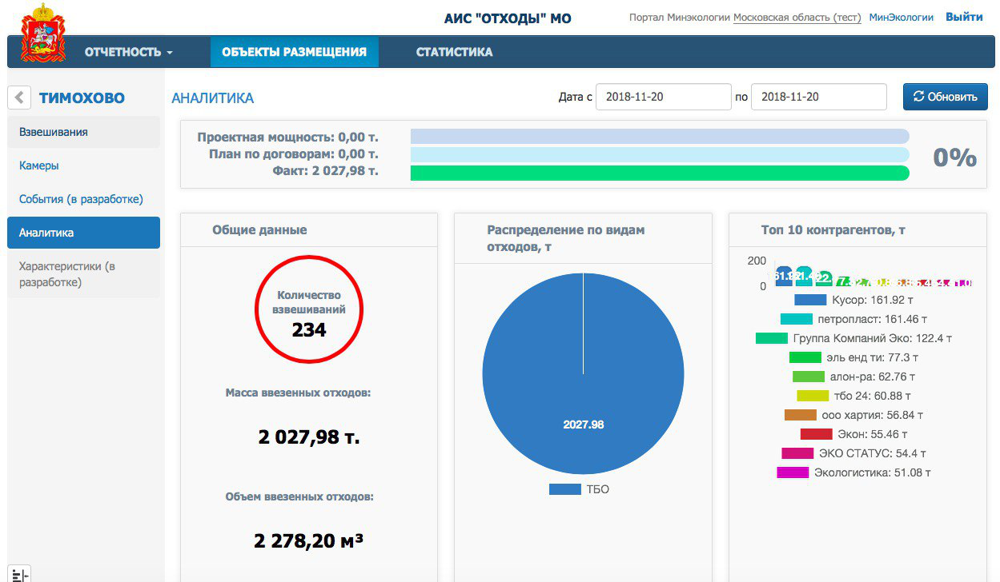 АИС "ОТХОДЫ" МО
Портал Минэкологии Московская область (тест) МинЭкологии Выйти
ОТЧЕТНОСТЬ ОБЪЕКТЫ РАЗМЕЩЕНИЯ СТАТИСТИКА
ТИМОХОВО
Взвешивания
Камеры
События (в разработке)
Аналитика
Характеристики (в
разработке)
АНАЛИТИКА
Дата с 2018-11-20 по 2018-11-20 Обновить
Проектная мощность: 0,00 т.
План по договорам: 0,00 т.
Факт: 2 027,98 т.
0%
Общие данные
Количество
взвешиваний
234
Масса ввезенных отходов:
2 027,98 т.
Объем ввезенных отходов:
2 278,20 м³
Распределение по видам
отходов, т
2027.98
ТБО
Топ 10 контрагентов, т
200
0
Кусор: 161.92 т
петропласт: 161.46 т
Группа Компаний Эко: 122.4 т
эль енд ти: 77.3 т
алон-ра: 62.76 т
тбо 24: 60.88 т
ооо хартия: 56.84 т
Экон: 55.46 т
ЭКО СТАТУС: 54.4 т
Экологистика: 51.08 т